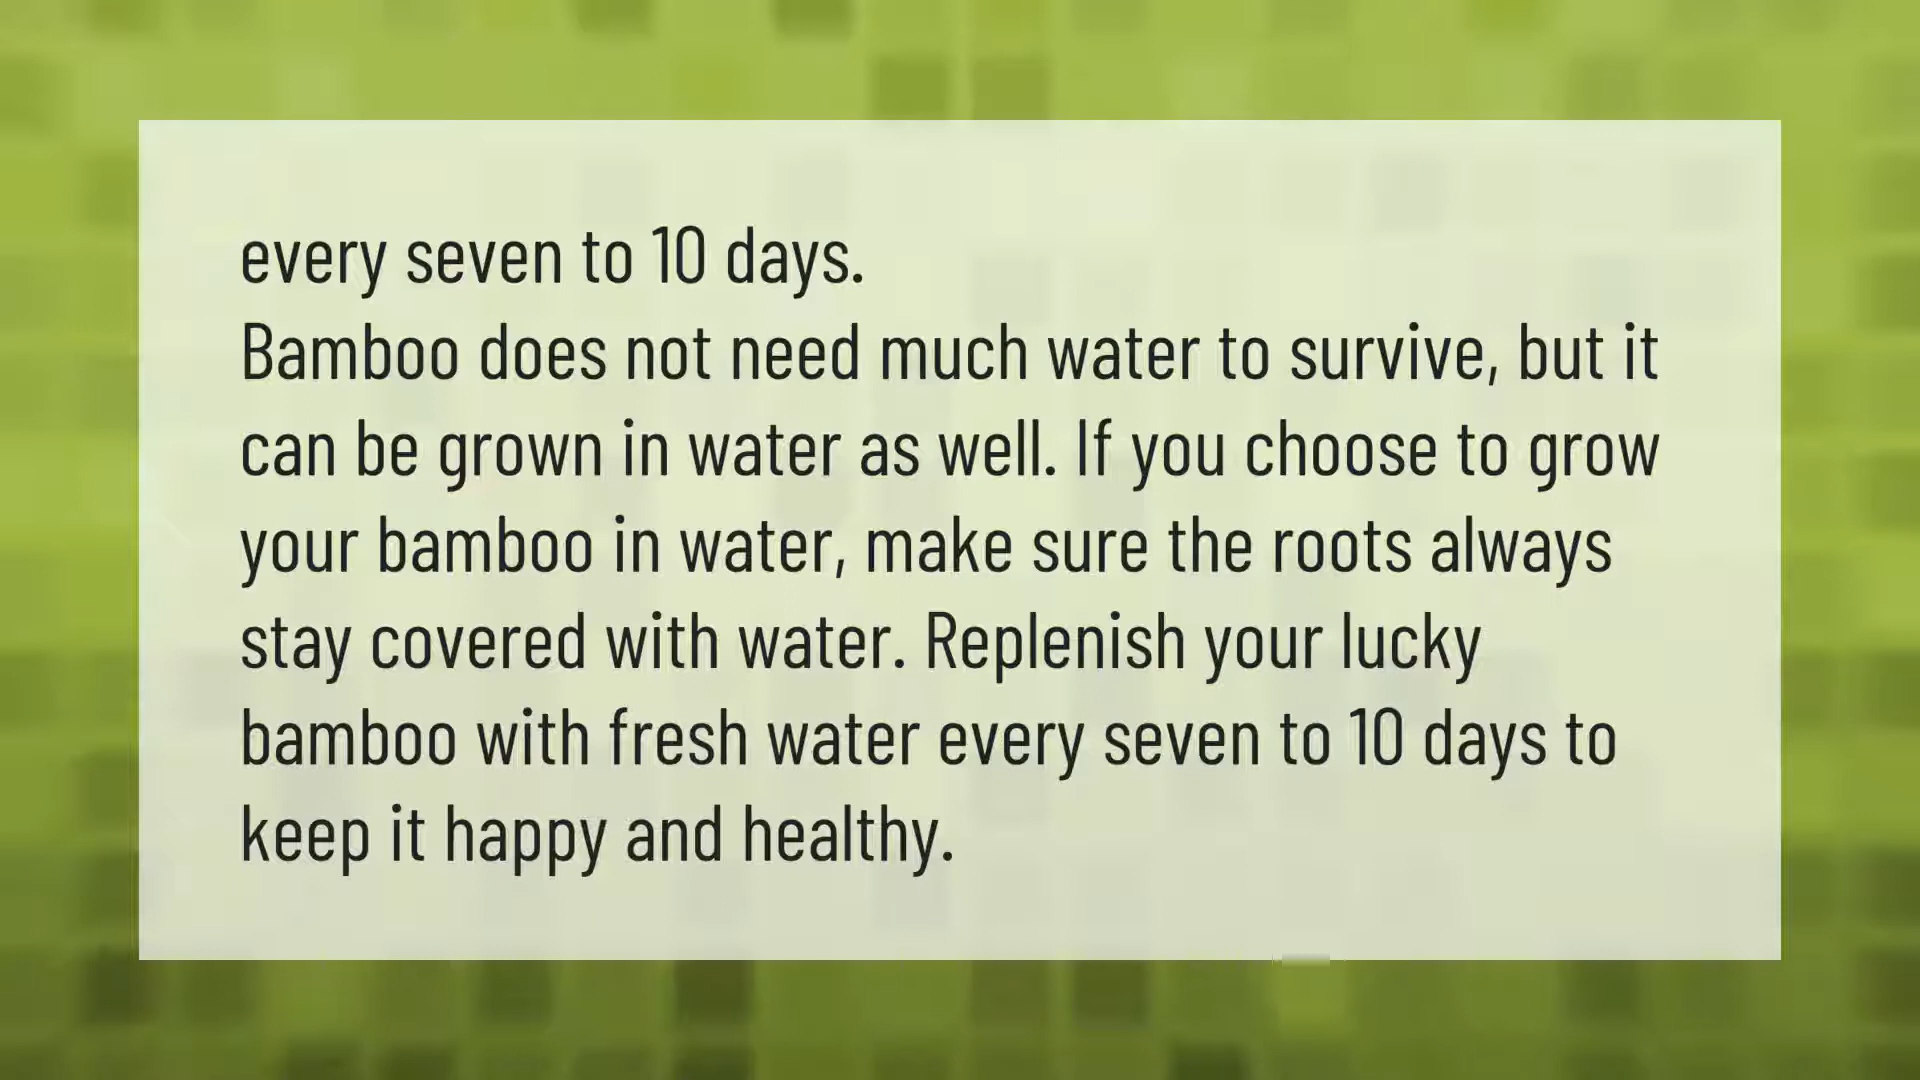 every seven to 10 days.
Bamboo does not need much water to survive, but it
can be grown in water as well. If you choose to grow
your bamboo in water, make sure the roots always
stay covered with water. Replenish your lucky
bamboo with fresh water every seven to 10 days to
keep it happy and healthy.